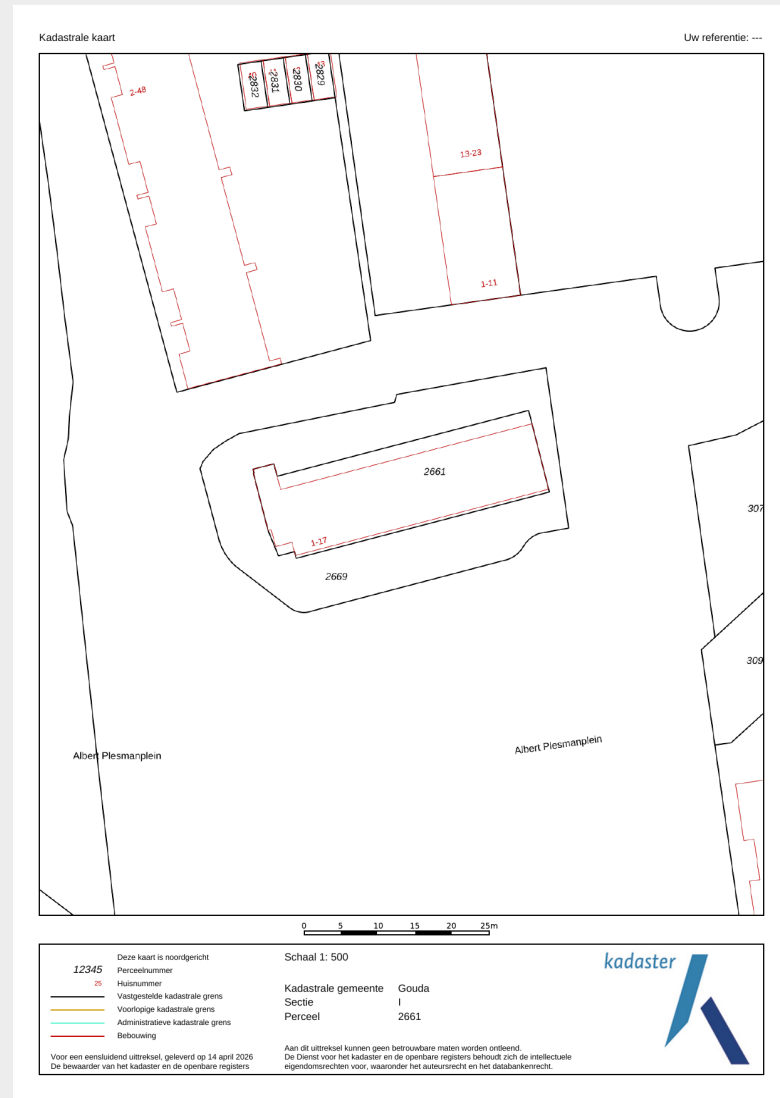 Kadastrale kaart
Uw referentie: ---
2-48
40
2832
2831
2830
2829
13-23
1-11
2661
1-17
2669
307
309
Albert Plesmanplein
Albert Plesmanplein
0 5 10 15 20 25m
Deze kaart is noordgericht
12345 Perceelnummer
25 Huisnummer
Vastgestelde kadastrale grens
Voorlopige kadastrale grens
Administratieve kadastrale grens
Bebouwing
Voor een eensluidend uittreksel, geleverd op 14 april 2026
De bewaarder van het kadaster en de openbare registers
Schaal 1: 500
Kadastrale gemeente Gouda
Sectie I
Perceel 2661
Aan dit uittreksel kunnen geen betrouwbare maten worden ontleend.
De Dienst voor het kadaster en de openbare registers behoudt zich de intellectuele
eigendomsrechten voor, waaronder het auteursrecht en het databankenrecht.
kadaster